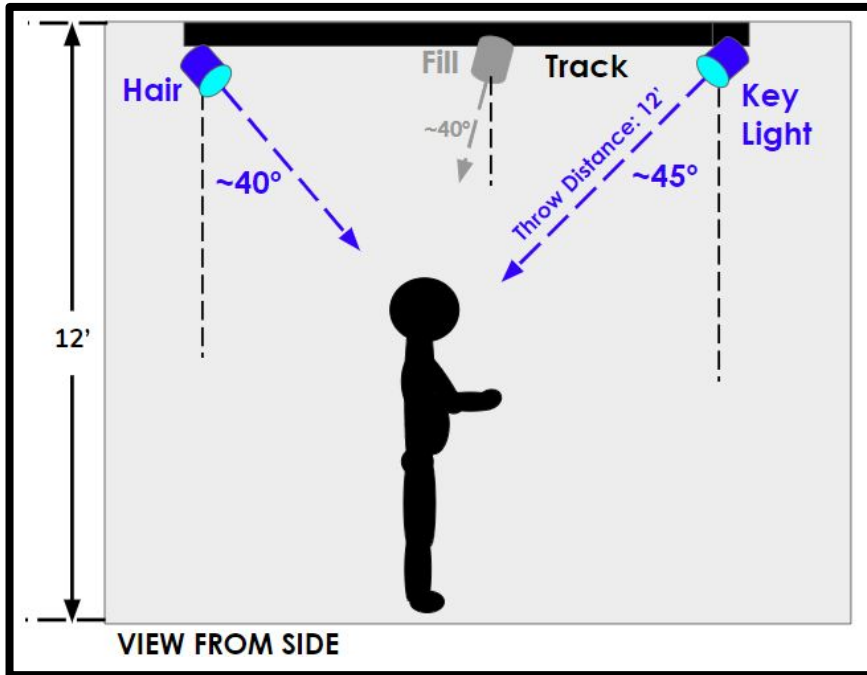 Fill
Track
Hair
Key
Light
~40°
Throw Distance: 12'
~40°
~45°
12’
VIEW FROM SIDE